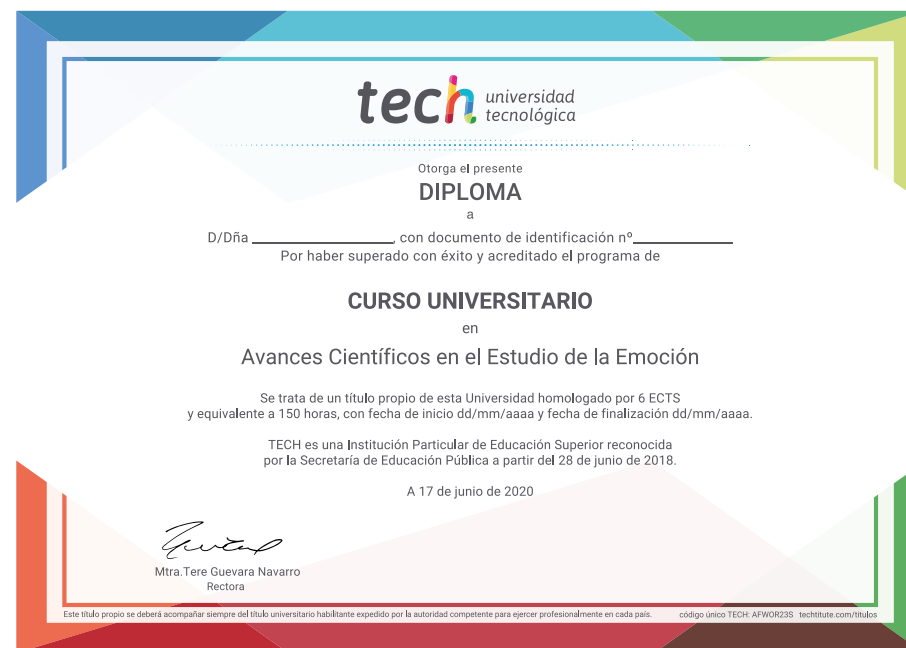 tech universidad
tecnológica
Otorga el presente
DIPLOMA
a
D/Dña ____________________, con documento de identificación nº______________
Por haber superado con éxito y acreditado el programa de
CURSO UNIVERSITARIO
en
Avances Científicos en el Estudio de la Emoción
Se trata de un título propio de esta Universidad homologado por 6 ECTS
y equivalente a 150 horas, con fecha de inicio dd/mm/aaaa y fecha de finalización dd/mm/aaaa.
TECH es una Institución Particular de Educación Superior reconocida
por la Secretaría de Educación Pública a partir del 28 de junio de 2018.
A 17 de junio de 2020
Mtra.Tere Guevara Navarro
Rectora
Este título propio se deberá acompañar siempre del título universitario habilitante expedido por la autoridad competente para ejercer profesionalmente en cada país. código único TECH: AFWOR23S techtitute.com/titulos